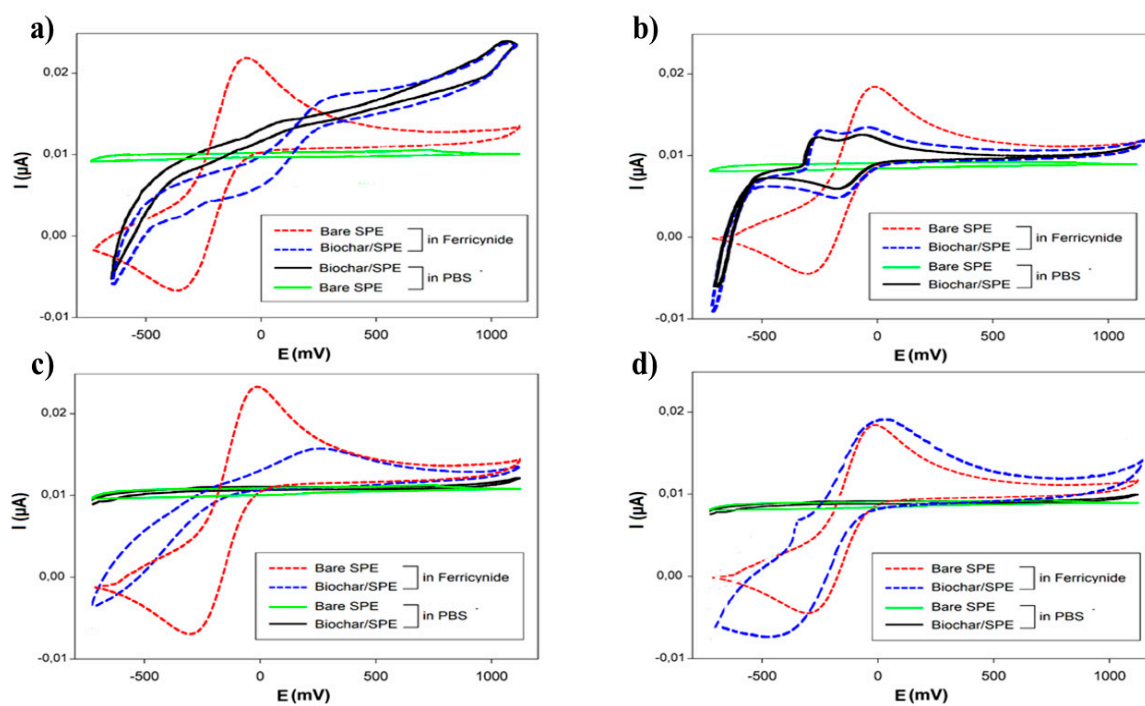 a)
0,02
0,01
0,00
-0,01
I (µA)
Bare SPE
Biochar/SPE
in Ferricynide
Biochar/SPE
Bare SPE
in PBS
-500
0
500
1000
E (mV)
b)
0,02
0,01
0,00
-0,01
I (µA)
Bare SPE
Biochar/SPE
in Ferricynide
Bare SPE
Biochar/SPE
in PBS
-500
0
500
1000
E (mV)
c)
0,02
0,01
0,00
-0,01
I (µA)
Bare SPE
Biochar/SPE
in Ferricynide
Bare SPE
Biochar/SPE
in PBS
-500
0
500
1000
E (mV)
d)
0,02
0,01
0,00
-0,01
I (µA)
Bare SPE
Biochar/SPE
in Ferricynide
Bare SPE
Biochar/SPE
in PBS
-500
0
500
1000
E (mV)